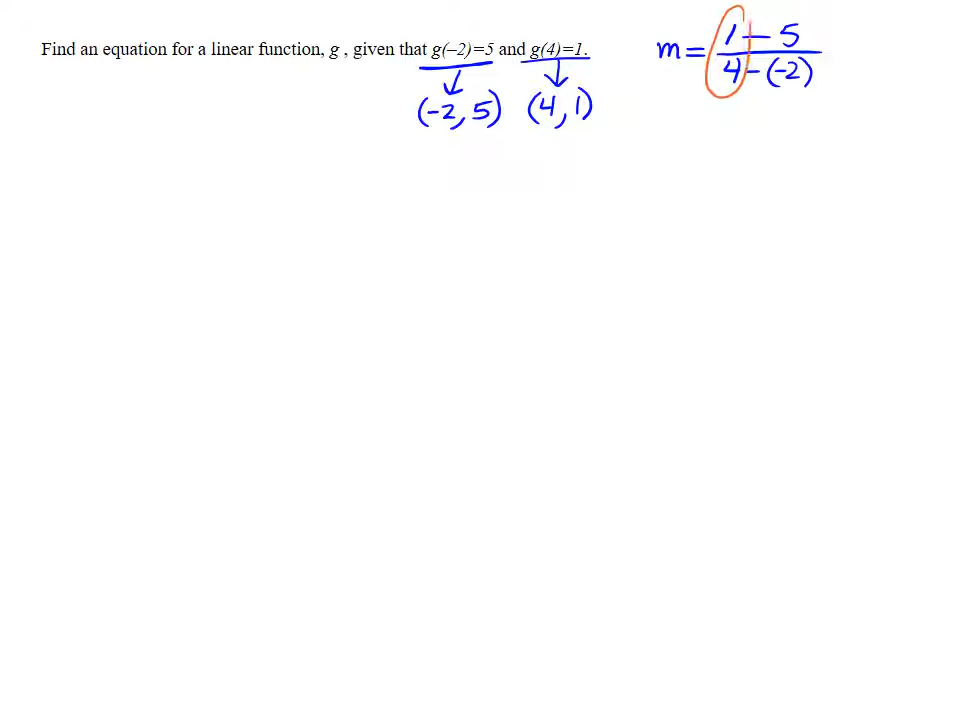 Find an equation for a linear function, g , given that g(–2)=5 and g(4)=1.
(-2, 5) (4, 1)
m = 1 - 5
4 - (-2)